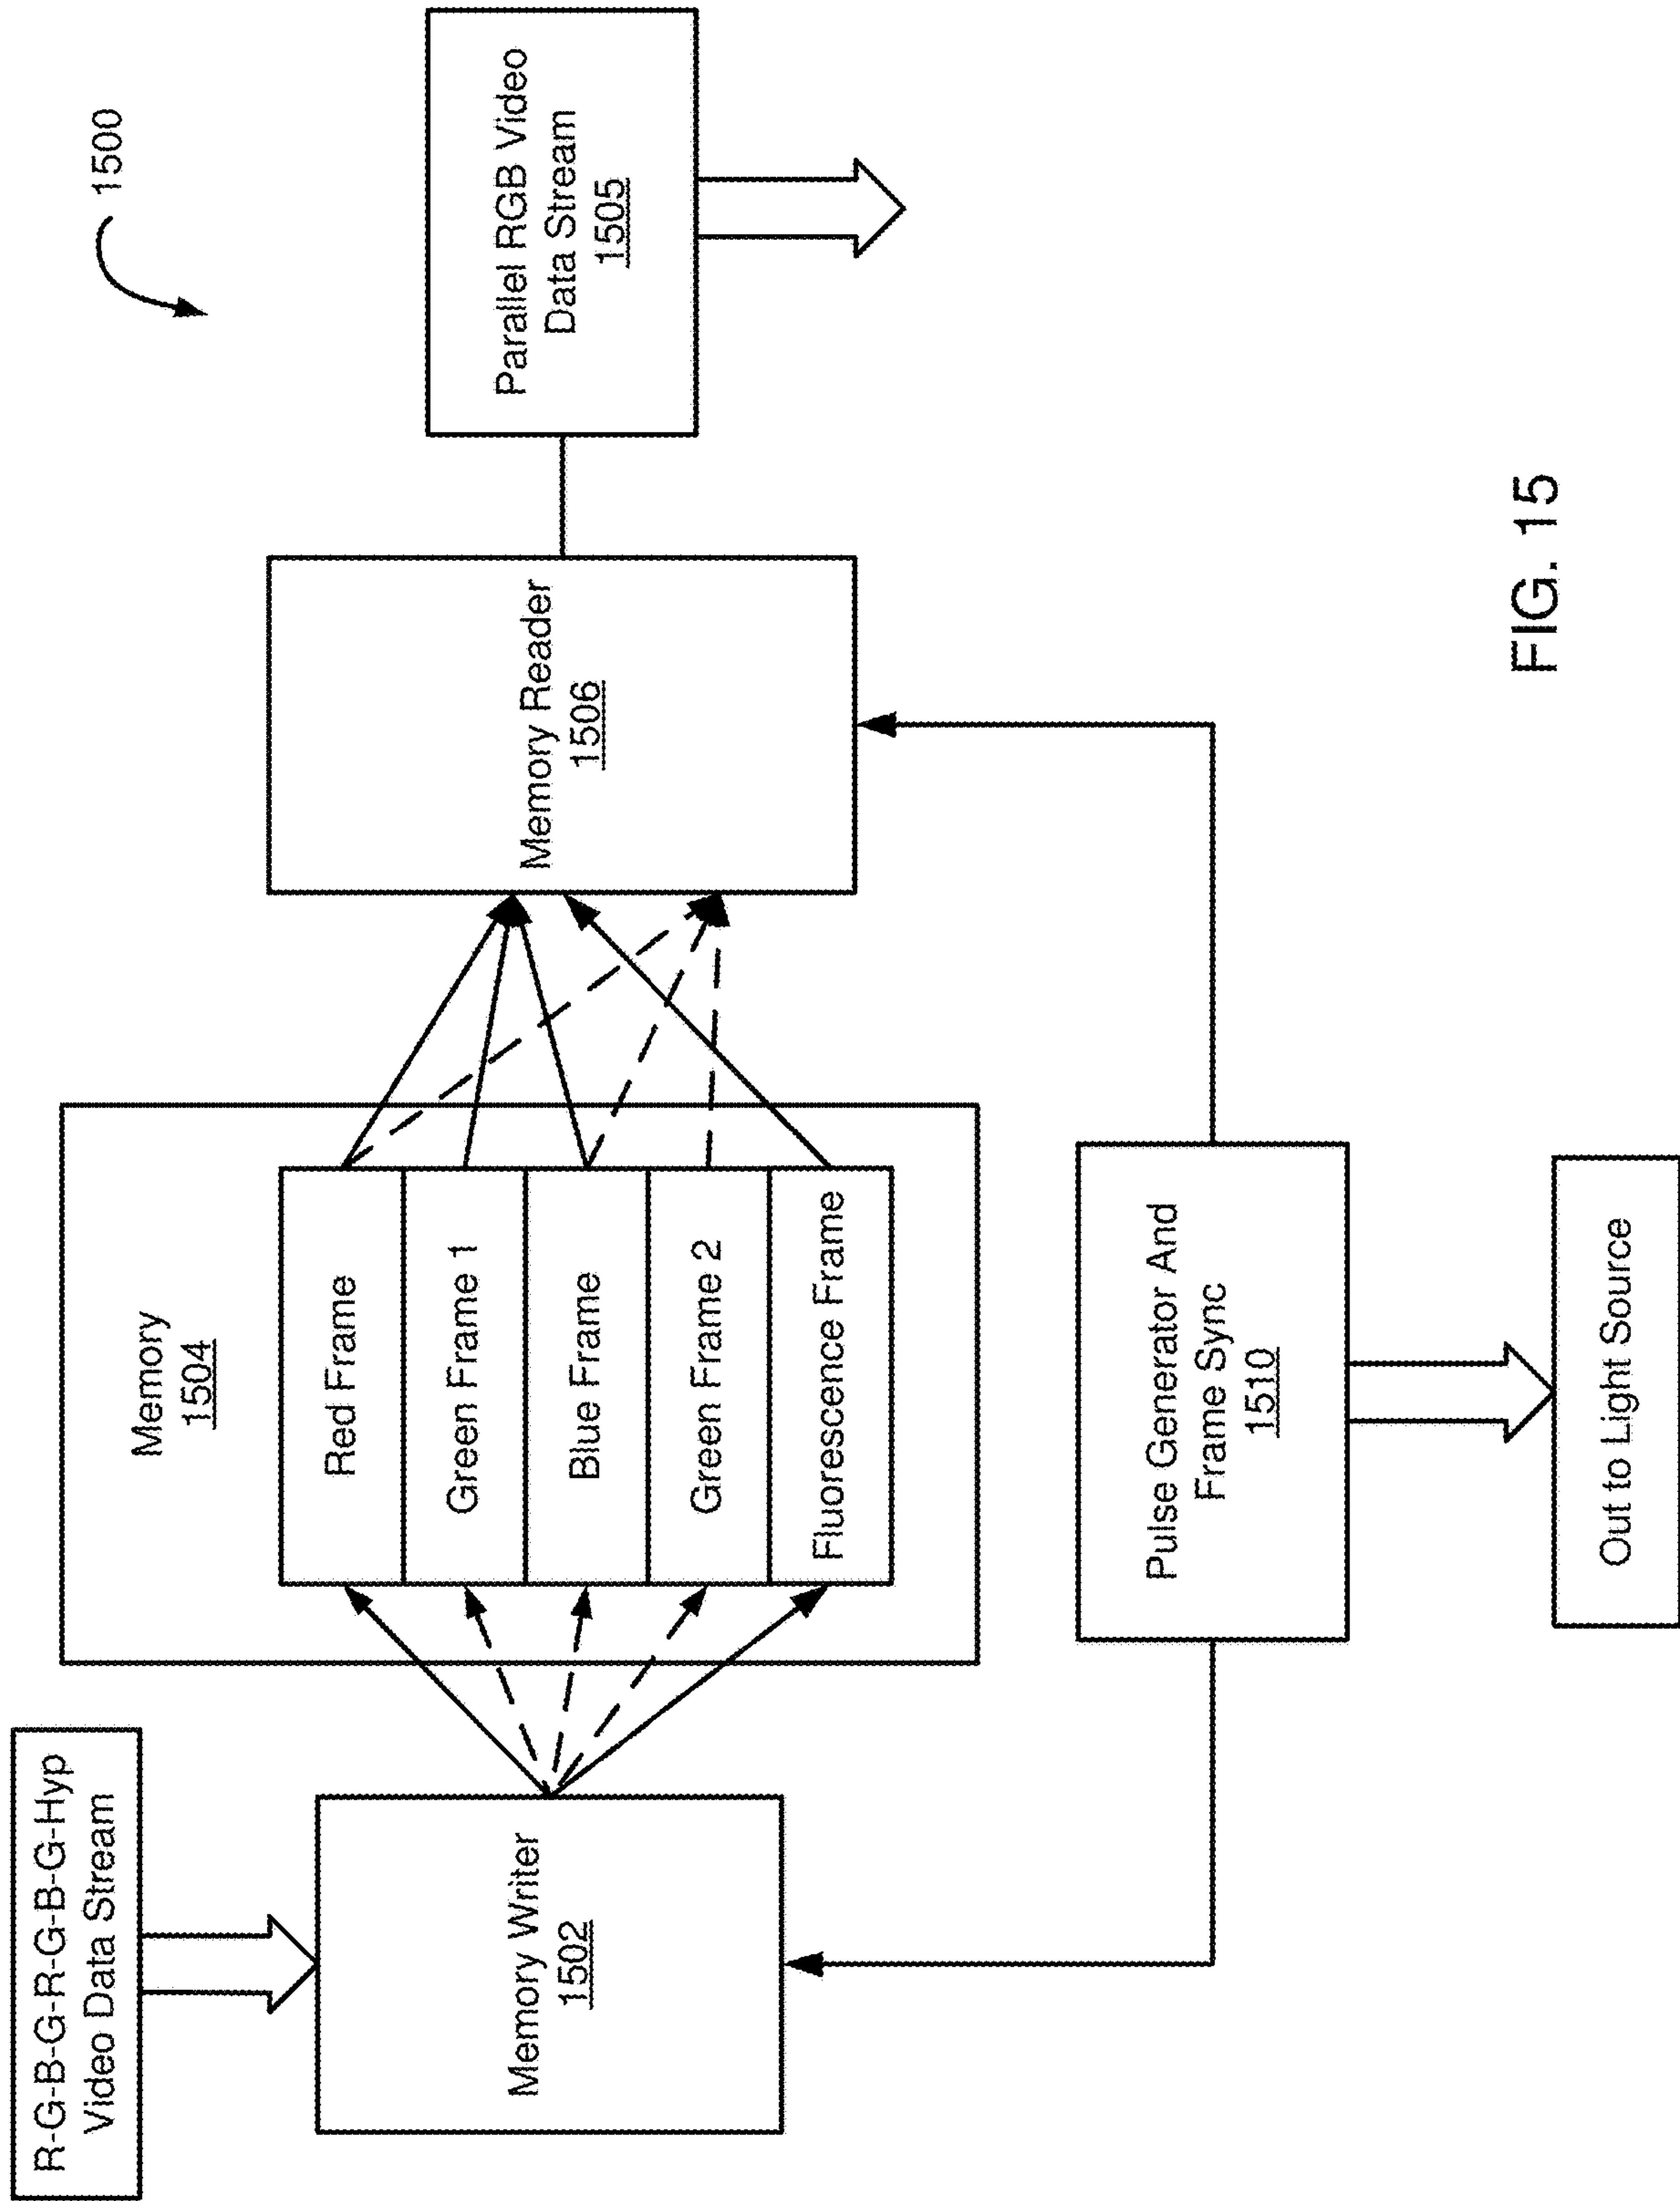 1500
R-G-B-G-R-G-B-G-Hyp
Video Data Stream
Memory Writer
1502
Memory
1504
Red Frame
Green Frame 1
Blue Frame
Green Frame 2
Fluorescence Frame
Memory Reader
1506
Parallel RGB Video
Data Stream
1505
Pulse Generator And
Frame Sync
1510
Out to Light Source
FIG. 15